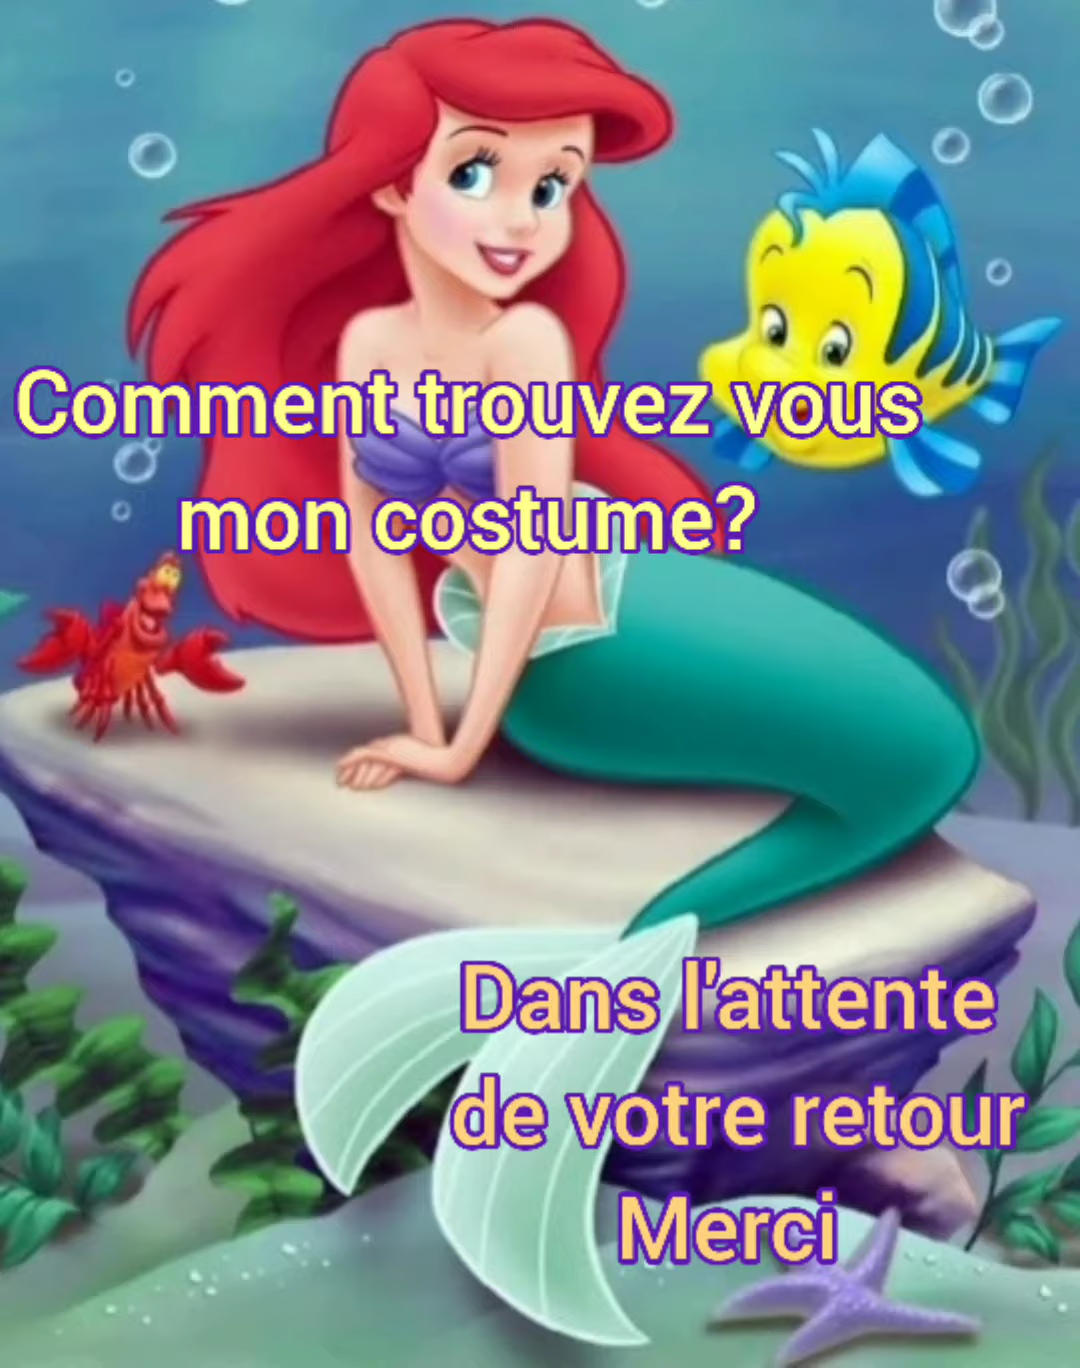 Comment trouvez vous
mon costume?
Dans l'attente
de votre retour
Merci